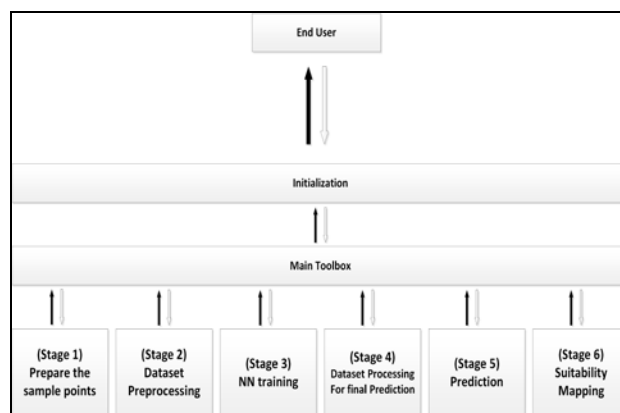 End User
Initialization
Main Toolbox
(Stage 1)
Prepare the
sample points
(Stage 2)
Dataset
Preprocessing
(Stage 3)
NN training
(Stage 4)
Dataset Processing
For final Prediction
(Stage 5)
Prediction
(Stage 6)
Suitability
Mapping